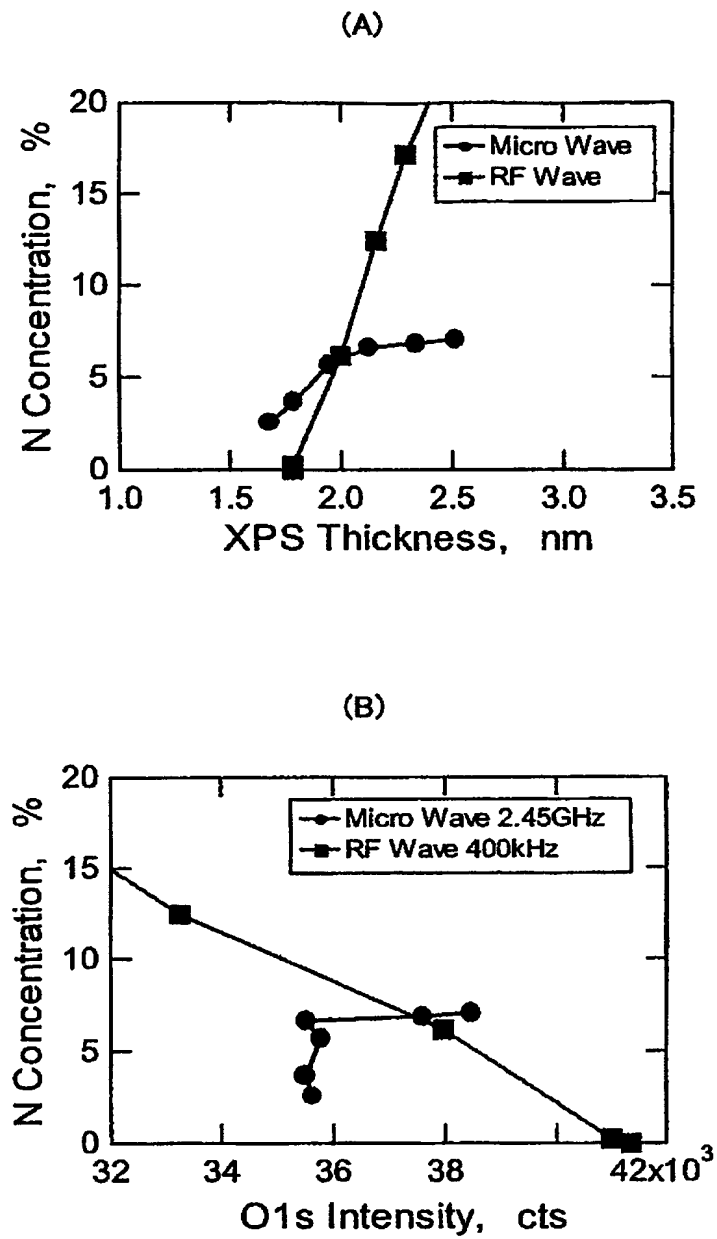 (A)
N Concentration, %
20
15
10
5
0
Micro Wave
RF Wave
1.0 1.5 2.0 2.5 3.0 3.5
XPS Thickness, nm
(B)
N Concentration, %
20
15
10
5
0
Micro Wave 2.45GHz
RF Wave 400kHz
32 34 36 38 42x10³
O1s Intensity, cts